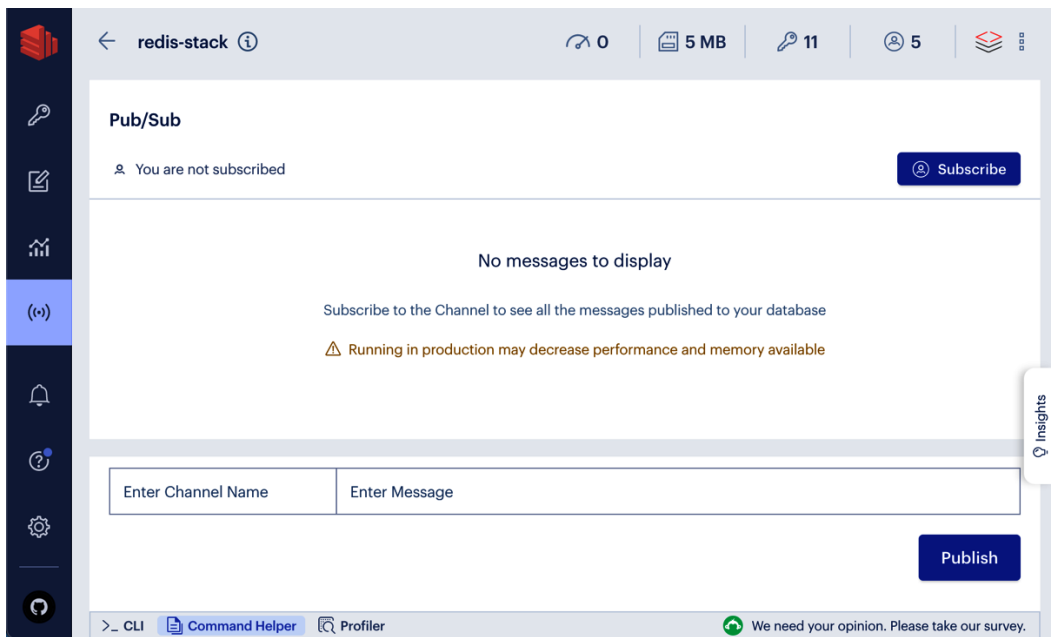 redis-stack
0
5 MB
11
5
Pub/Sub
You are not subscribed
Subscribe
No messages to display
Subscribe to the Channel to see all the messages published to your database
Running in production may decrease performance and memory available
Insights
Enter Channel Name
Enter Message
Publish
>_ CLI
Command Helper
Profiler
We need your opinion. Please take our survey.